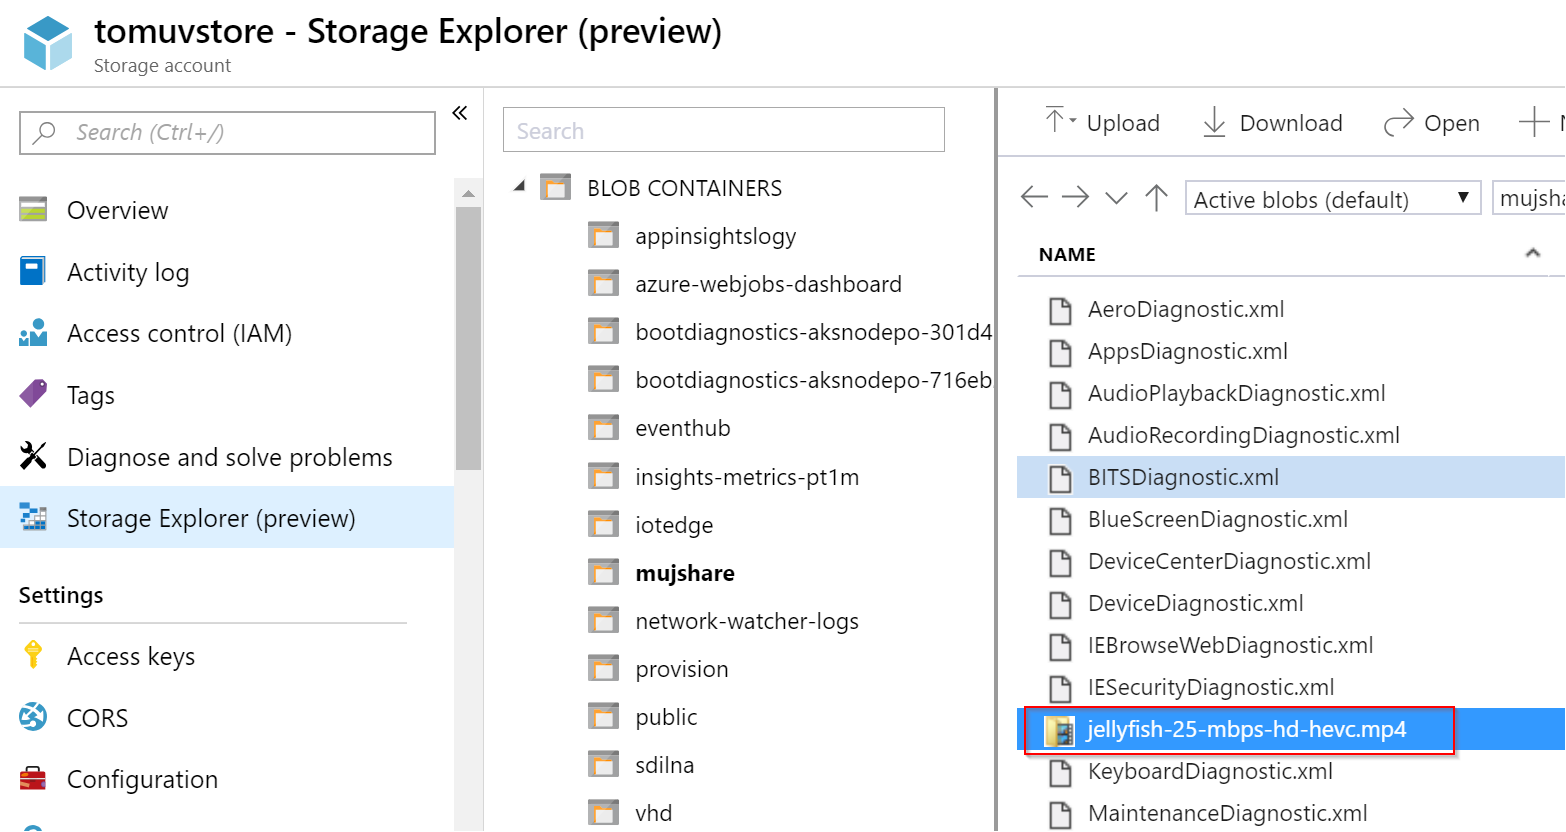 tomuvstore - Storage Explorer (preview)
Storage account
Search (Ctrl+/)
«
Overview
Activity log
Access control (IAM)
Tags
Diagnose and solve problems
Storage Explorer (preview)
Settings
Access keys
CORS
Configuration
Search
BLOB CONTAINERS
appinsightslogy
azure-webjobs-dashboard
bootdiagnostics-aksnodepo-301d4
bootdiagnostics-aksnodepo-716eb
eventhub
insights-metrics-pt1m
iotedge
mujshare
network-watcher-logs
provision
public
sdilna
vhd
Upload Download Open
Active blobs (default) mujsha
NAME
AeroDiagnostic.xml
AppsDiagnostic.xml
AudioPlaybackDiagnostic.xml
AudioRecordingDiagnostic.xml
BITSDiagnostic.xml
BlueScreenDiagnostic.xml
DeviceCenterDiagnostic.xml
DeviceDiagnostic.xml
IEBrowseWebDiagnostic.xml
IESecurityDiagnostic.xml
jellyfish-25-mbps-hd-hevc.mp4
KeyboardDiagnostic.xml
MaintenanceDiagnostic.xml